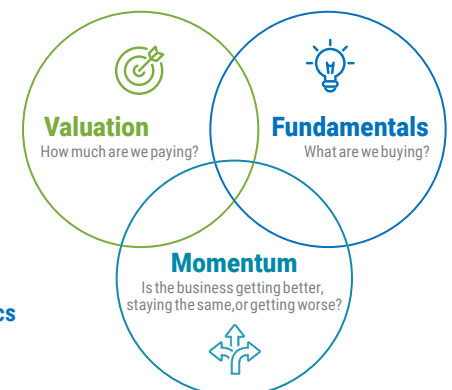 Valuation
How much are we paying?
Fundamentals
What are we buying?
Momentum
Is the business getting better,
staying the same,or getting worse?
cs